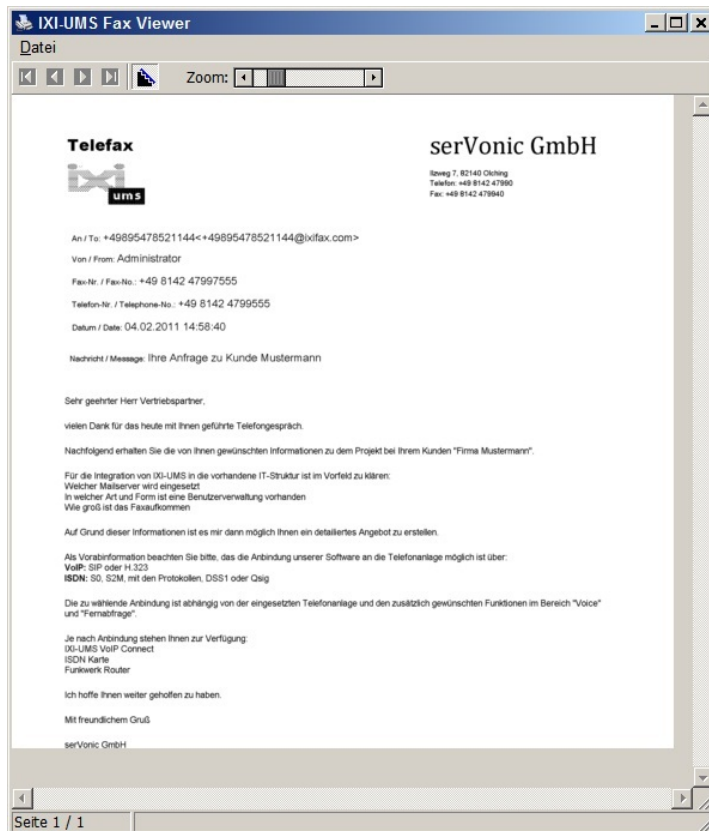 IXI-UMS Fax Viewer
Datei
Zoom:
Telefax
serVonic GmbH
ixi
ums
Ilzweg 7, 82140 Olching
Telefon: +49 8142 47990
Fax: +49 8142 479940
An / To: +49895478521144<+49895478521144@ixifax.com>
Von / From: Administrator
Fax-Nr. / Fax-No.: +49 8142 47997555
Telefon-Nr. / Telephone-No.: +49 8142 4799555
Datum / Date: 04.02.2011 14:58:40
Nachricht / Message: Ihre Anfrage zu Kunde Mustermann
Sehr geehrter Herr Vertriebspartner,
vielen Dank für das heute mit Ihnen geführte Telefongespräch.
Nachfolgend erhalten Sie die von Ihnen gewünschten Informationen zu dem Projekt bei Ihrem Kunden "Firma Mustermann".
Für die Integration von IXI-UMS in die vorhandene IT-Struktur ist im Vorfeld zu klären:
Welcher Mailserver wird eingesetzt
In welcher Art und Form ist eine Benutzerverwaltung vorhanden
Wie groß ist das Faxaufkommen
Auf Grund dieser Informationen ist es mir dann möglich Ihnen ein detailiertes Angebot zu erstellen.
Als Vorabinformation beachten Sie bitte, das die Anbindung unserer Software an die Telefonanlage möglich ist über:
VoIP: SIP oder H.323
ISDN: S0, S2M, mit den Protokollen, DSS1 oder Qsig
Die zu wählende Anbindung ist abhängig von der eingesetzten Telefonanlage und den zusätzlich gewünschten Funktionen im Bereich "Voice"
und "Fernabfrage".
Je nach Anbindung stehen Ihnen zur Verfügung:
IXI-UMS VoIP Connect
ISDN Karte
Funkwerk Router
Ich hoffe Ihnen weiter geholfen zu haben.
Mit freundlichem Gruß
serVonic GmbH
Seite 1 / 1